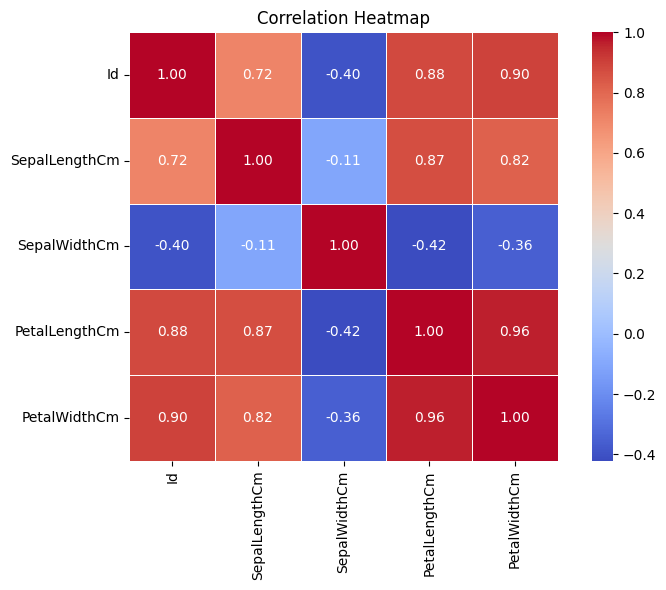 Correlation Heatmap
Id 1.00 0.72 -0.40 0.88 0.90
SepalLengthCm 0.72 1.00 -0.11 0.87 0.82
SepalWidthCm -0.40 -0.11 1.00 -0.42 -0.36
PetalLengthCm 0.88 0.87 -0.42 1.00 0.96
PetalWidthCm 0.90 0.82 -0.36 0.96 1.00
Id
SepalLengthCm
SepalWidthCm
PetalLengthCm
PetalWidthCm
1.0
0.8
0.6
0.4
0.2
0.0
−0.2
−0.4